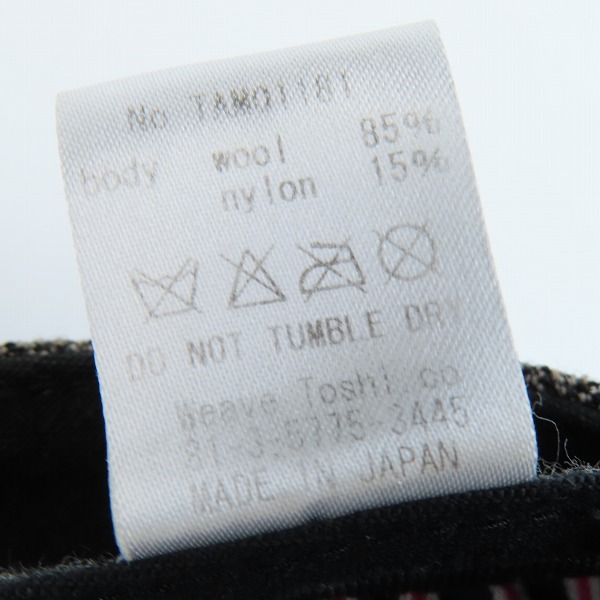 No TAM01181
body wool 85%
nylon 15%
DO NOT TUMBLE DRY
Weave Toshi co
81-3-5775-3445
MADE IN JAPAN